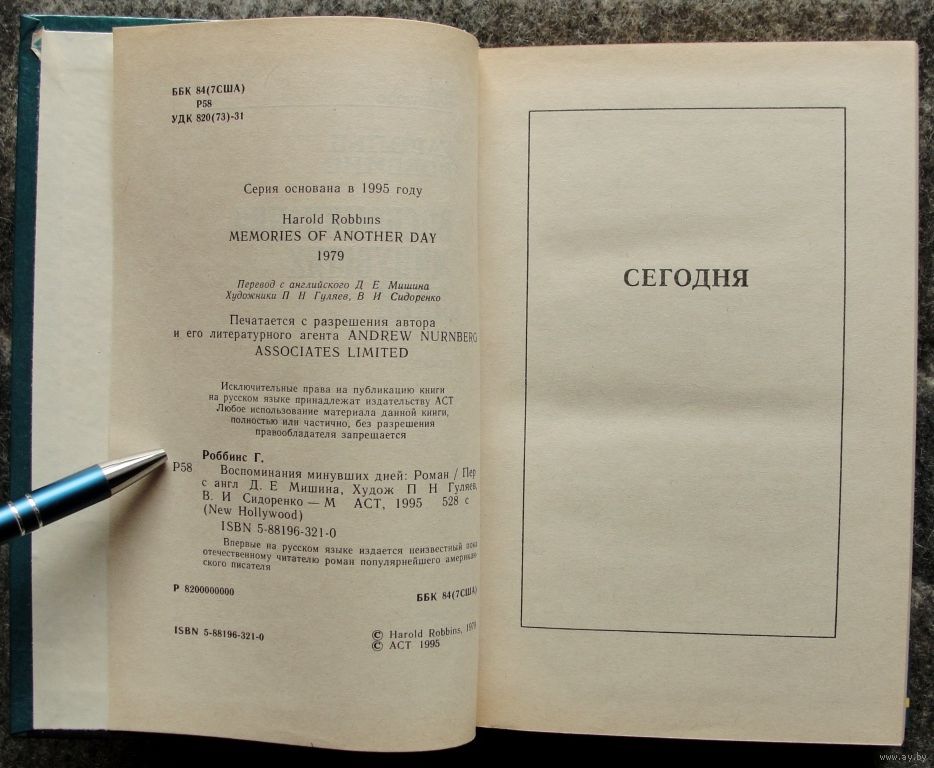 ББК 84(7США)
Р58
УДК 820(73)-31
Серия основана в 1995 году
Harold Robbins
MEMORIES OF ANOTHER DAY
1979
Перевод с английского Д Е Мишина
Художники П Н Гуляев, В И Сидоренко
Печатается с разрешения автора
и его литературного агента ANDREW NURNBERG
ASSOCIATES LIMITED
Исключительные права на публикацию книги
на русском языке принадлежат издательству АСТ
Любое использование материала данной книги,
полностью или частично, без разрешения
правообладателя запрещается
Роббинс Г.
Р58 Воспоминания минувших дней: Роман / Пер
с англ Д. Е Мишина, Худож П Н Гуляев,
В. И Сидоренко — М АСТ, 1995 528 с
(New Hollywood)
ISBN 5-88196-321-0
Впервые на русском языке издается неизвестный пока
отечественному читателю роман популярнейшего американ-
ского писателя
Р 8200000000
ББК 84(7США)
ISBN 5-88196-321-0
© Harold Robbins, 1979
© АСТ 1995
СЕГОДНЯ
www.ay.by